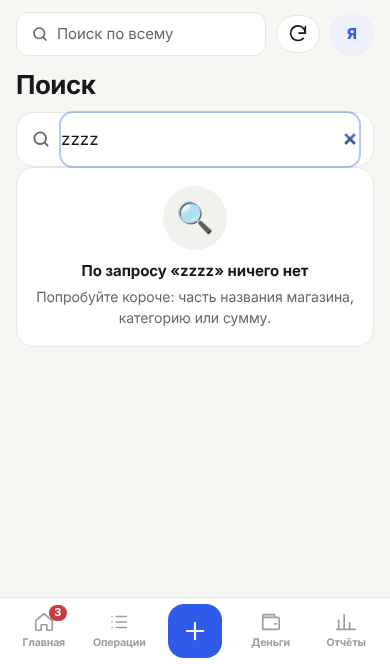 Поиск по всему
Я
Поиск
zzzz
По запросу «zzzz» ничего нет
Попробуйте короче: часть названия магазина,
категорию или сумму.
3
Главная
Операции
Деньги
Отчёты